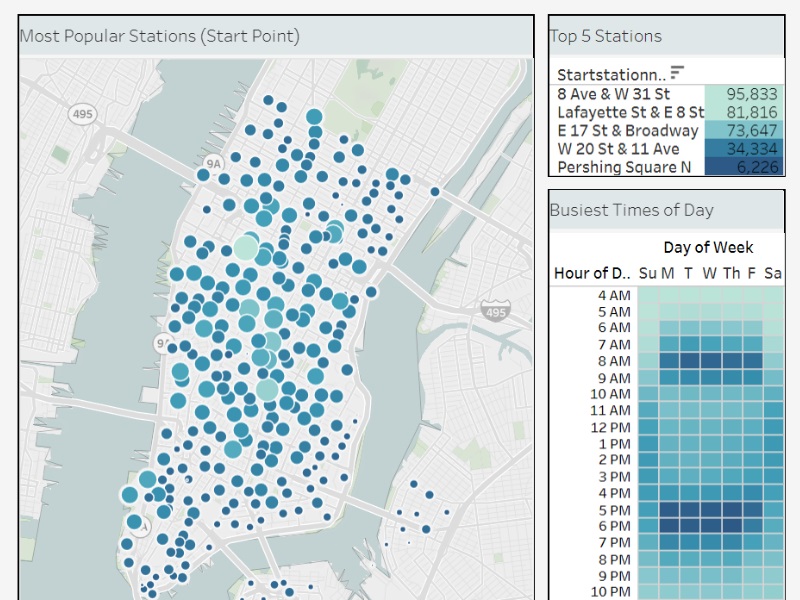 Most Popular Stations (Start Point)
495
9A
495
9A
A
Top 5 Stations
Startstationn..
8 Ave & W 31 St 95,833
Lafayette St & E 8 St 81,816
E 17 St & Broadway 73,647
W 20 St & 11 Ave 34,334
Pershing Square N 6,226
Busiest Times of Day
Day of Week
Hour of D.. Su M T W Th F Sa
4 AM
5 AM
6 AM
7 AM
8 AM
9 AM
10 AM
11 AM
12 PM
1 PM
2 PM
3 PM
4 PM
5 PM
6 PM
7 PM
8 PM
9 PM
10 PM